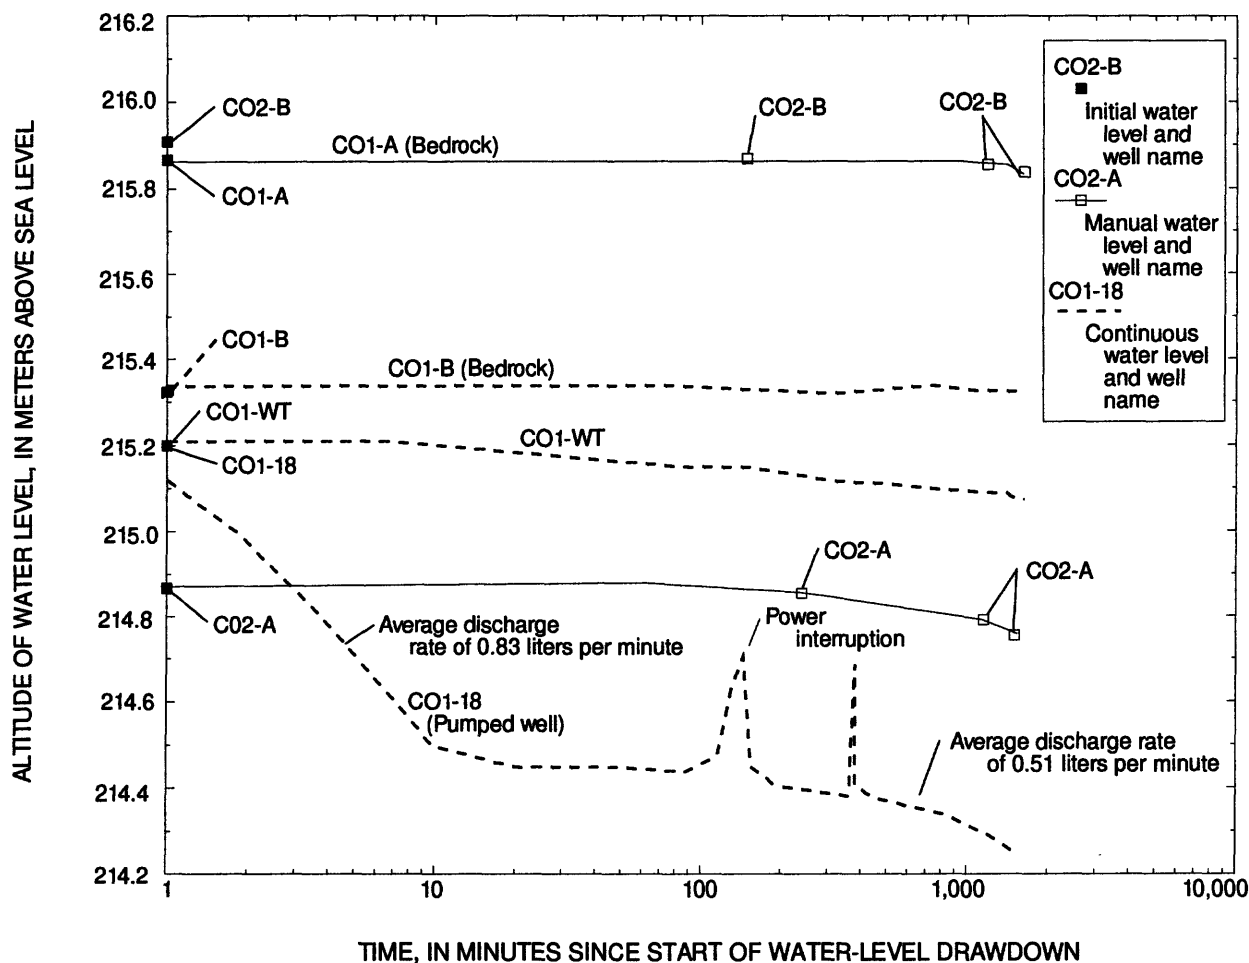 216.2
216.0
215.8
215.6
215.4
215.2
215.0
214.8
214.6
214.4
214.2
ALTITUDE OF WATER LEVEL, IN METERS ABOVE SEA LEVEL
CO2-B
CO1-A (Bedrock)
CO1-A
CO2-B
CO2-B
CO1-B
CO1-B (Bedrock)
CO1-WT
CO1-WT
CO1-18
CO2-A
CO2-A
C02-A
Average discharge
rate of 0.83 liters per minute
Power
interruption
CO1-18
(Pumped well)
Average discharge rate
of 0.51 liters per minute
CO2-B
Initial water
level and
well name
CO2-A
Manual water
level and
well name
CO1-18
Continuous
water level
and well
name
1
10
100
1,000
10,000
TIME, IN MINUTES SINCE START OF WATER-LEVEL DRAWDOWN